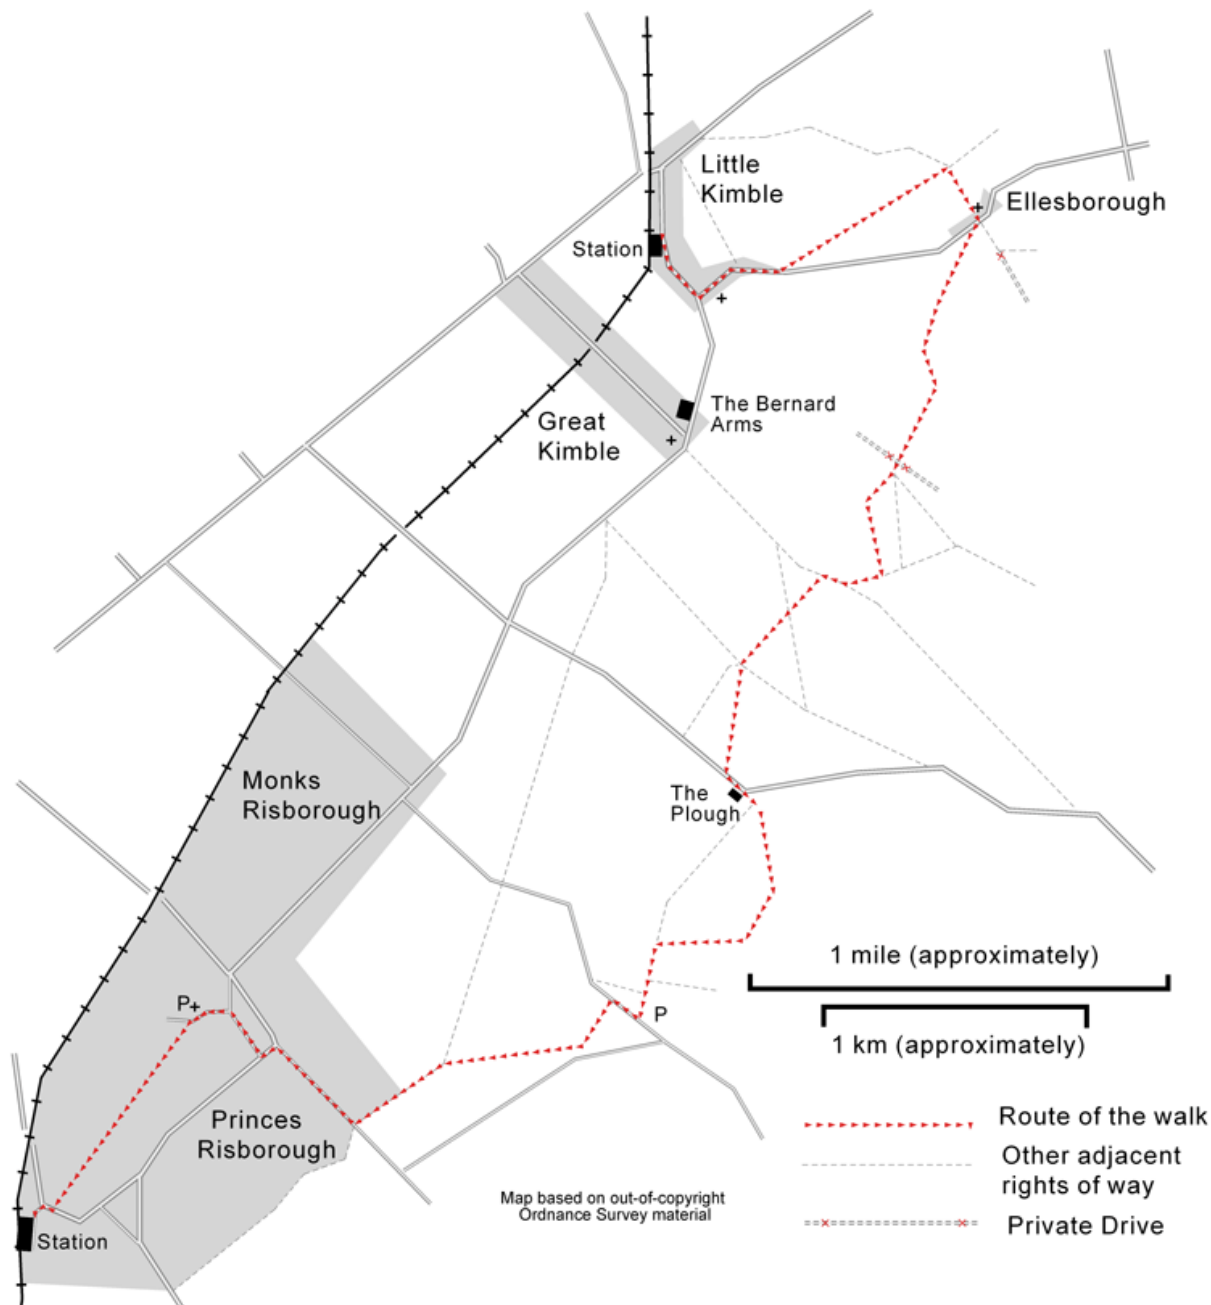 Little
Kimble
Ellesborough
Station
The Bernard
Arms
Great
Kimble
Monks
Risborough
The
Plough
1 mile (approximately)
P
P
1 km (approximately)
Princes
Risborough
Route of the walk
Other adjacent
rights of way
Private Drive
Map based on out-of-copyright
Ordnance Survey material
Station